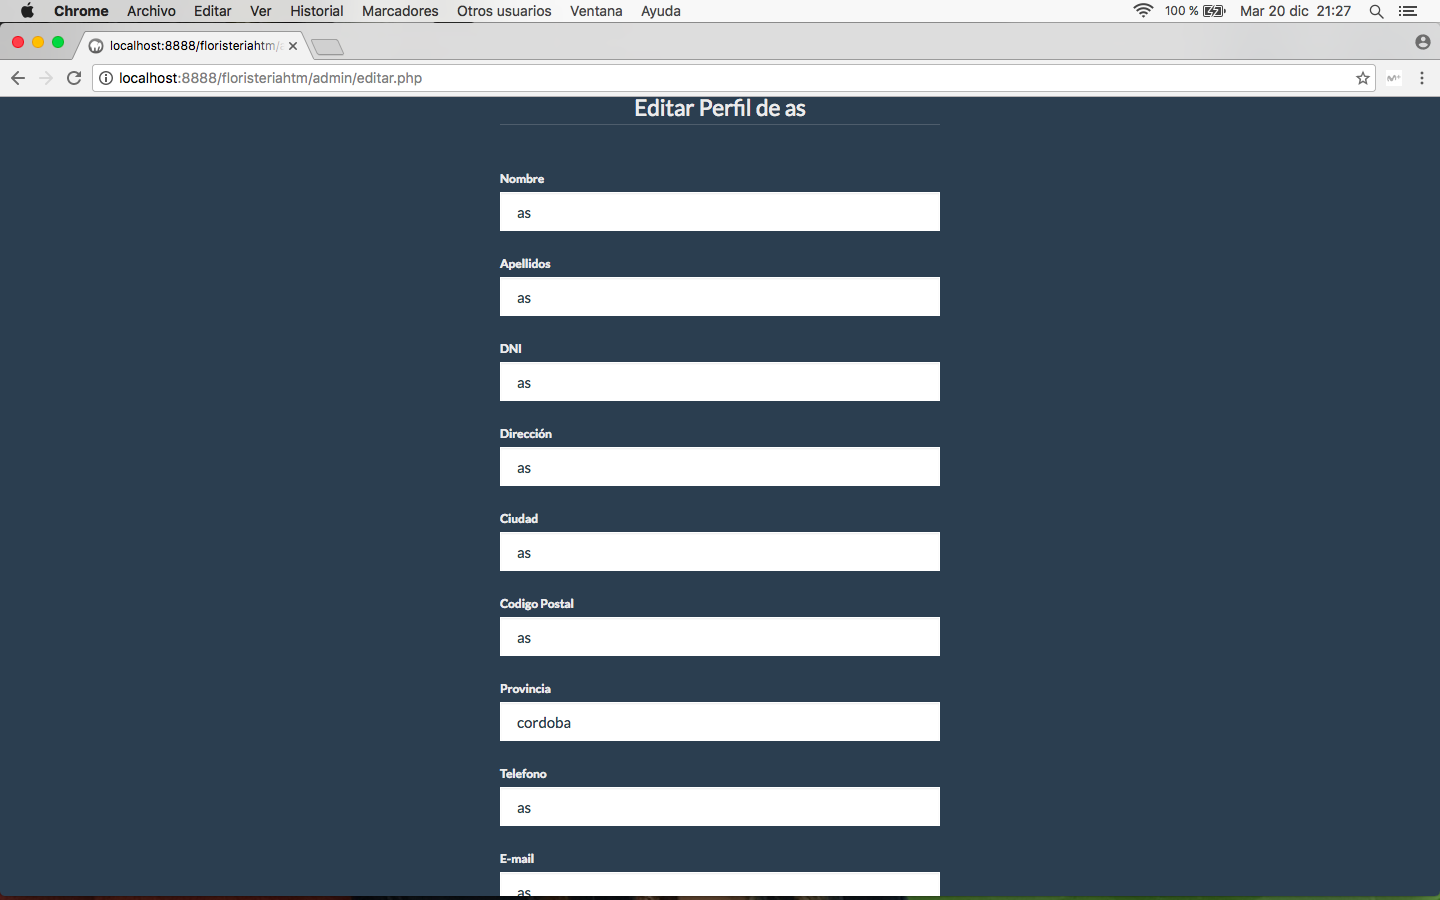 Chrome Archivo Editar Ver Historial Marcadores Otros usuarios Ventana Ayuda 100 % Mar 20 dic 21:27
localhost:8888/floristeriahtm/
localhost:8888/floristeriahtm/admin/editar.php
Editar Perfil de as
Nombre
as
Apellidos
as
DNI
as
Dirección
as
Ciudad
as
Codigo Postal
as
Provincia
cordoba
Telefono
as
E-mail
as